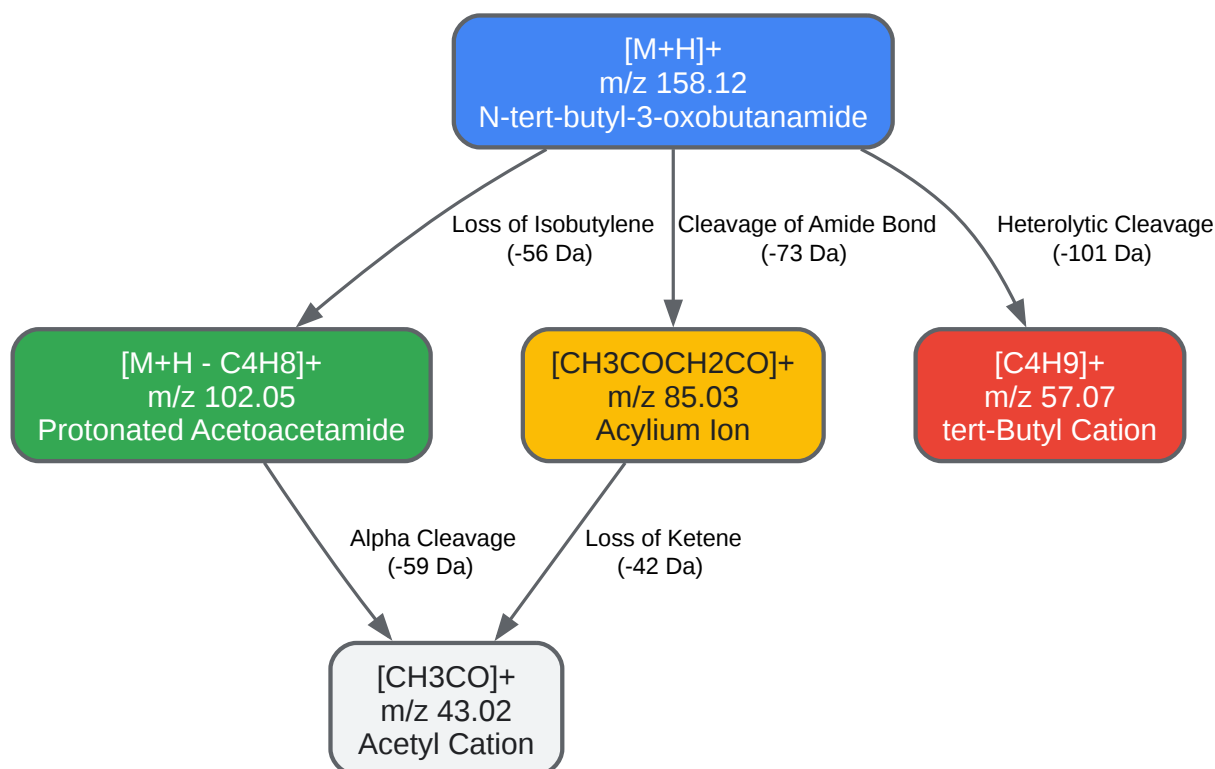 [M+H]+
m/z 158.12
N-tert-butyl-3-oxobutanamide
Loss of Isobutylene
(-56 Da)
Cleavage of Amide Bond
(-73 Da)
Heterolytic Cleavage
(-101 Da)
[M+H - C4H8]+
m/z 102.05
Protonated Acetoacetamide
[CH3COCH2CO]+
m/z 85.03
Acylium Ion
[C4H9]+
m/z 57.07
tert-Butyl Cation
Alpha Cleavage
(-59 Da)
Loss of Ketene
(-42 Da)
[CH3CO]+
m/z 43.02
Acetyl Cation